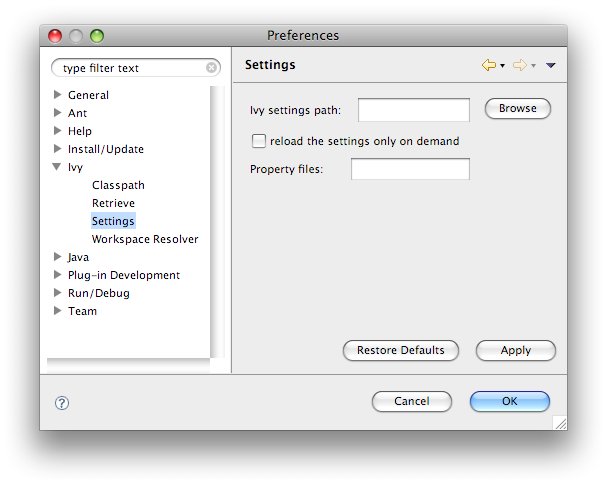 Preferences
type filter text
General
Ant
Help
Install/Update
Ivy
Classpath
Retrieve
Settings
Workspace Resolver
Java
Plug-in Development
Run/Debug
Team
Settings
Ivy settings path:
Browse
reload the settings only on demand
Property files:
Restore Defaults
Apply
?
Cancel
OK